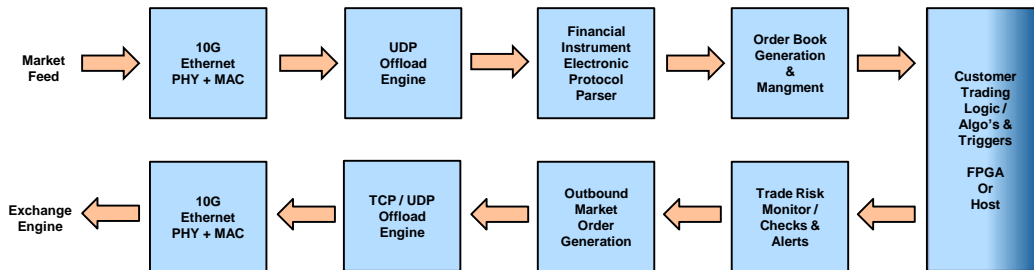 Market
Feed
10G
Ethernet
PHY + MAC
UDP
Offload
Engine
Financial
Instrument
Electronic
Protocol
Parser
Order Book
Generation
&
Mangment
Customer
Trading
Logic /
Algo's &
Triggers
FPGA
Or
Host
Exchange
Engine
10G
Ethernet
PHY + MAC
TCP / UDP
Offload
Engine
Outbound
Market
Order
Generation
Trade Risk
Monitor /
Checks &
Alerts